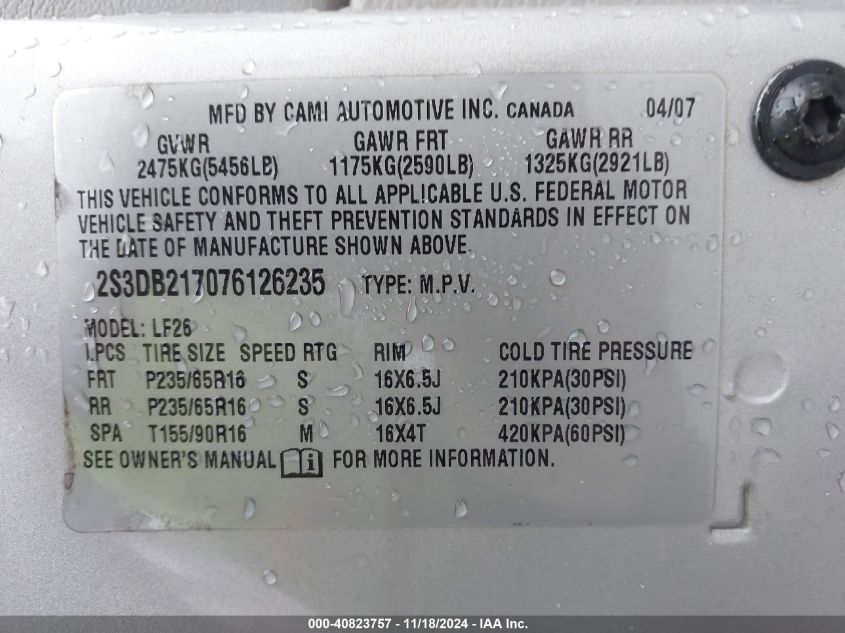 MFD BY CAMI AUTOMOTIVE INC. CANADA 04/07
GVWR GAWR FRT GAWR RR
2475KG(5456LB) 1175KG(2590LB) 1325KG(2921LB)
THIS VEHICLE CONFORMS TO ALL APPLICABLE U.S. FEDERAL MOTOR
VEHICLE SAFETY AND THEFT PREVENTION STANDARDS IN EFFECT ON
THE DATE OF MANUFACTURE SHOWN ABOVE.
2S3DB217076126235 TYPE: M.P.V.
MODEL: LF26
LPCS TIRE SIZE SPEED RTG RIM COLD TIRE PRESSURE
FRT P235/65R16 S 16X6.5J 210KPA(30PSI)
RR P235/65R16 S 16X6.5J 210KPA(30PSI)
SPA T155/90R16 M 16X4T 420KPA(60PSI)
SEE OWNER'S MANUAL i FOR MORE INFORMATION.
000-40823757 - 11/18/2024 - IAA Inc.